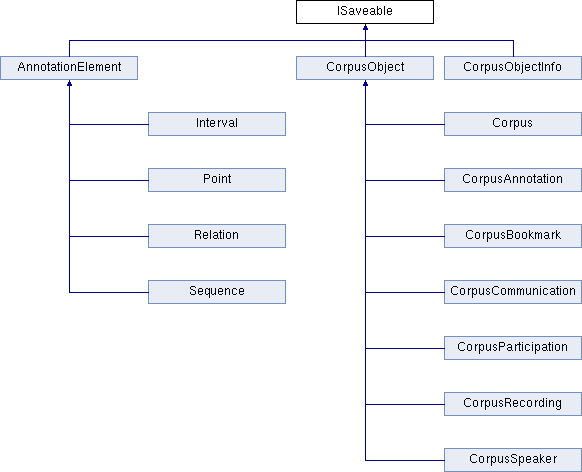 ISaveable
AnnotationElement
CorpusObject
CorpusObjectInfo
Interval
Corpus
Point
CorpusAnnotation
Relation
CorpusBookmark
Sequence
CorpusCommunication
CorpusParticipation
CorpusRecording
CorpusSpeaker